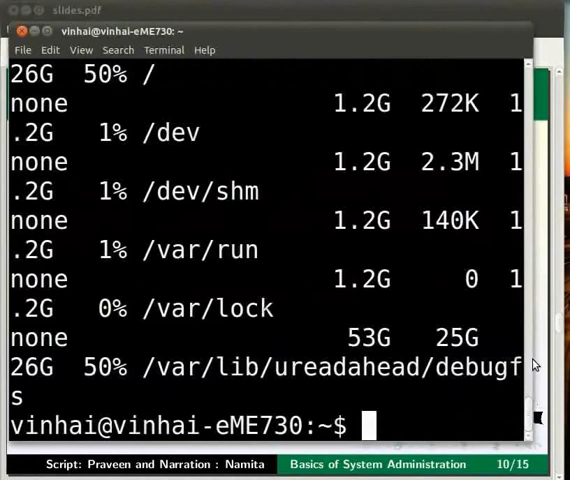 slides.pdf
vinhai@vinhai-eME730: ~
File Edit View Search Terminal Help
26G 50% /
none 1.2G 272K 1
.2G 1% /dev
none 1.2G 2.3M 1
.2G 1% /dev/shm
none 1.2G 140K 1
.2G 1% /var/run
none 1.2G 0 1
.2G 0% /var/lock
none 53G 25G
26G 50% /var/lib/ureadahead/debugf
s
vinhai@vinhai-eME730:~$
Script: Praveen and Narration : Namita Basics of System Administration 10/15